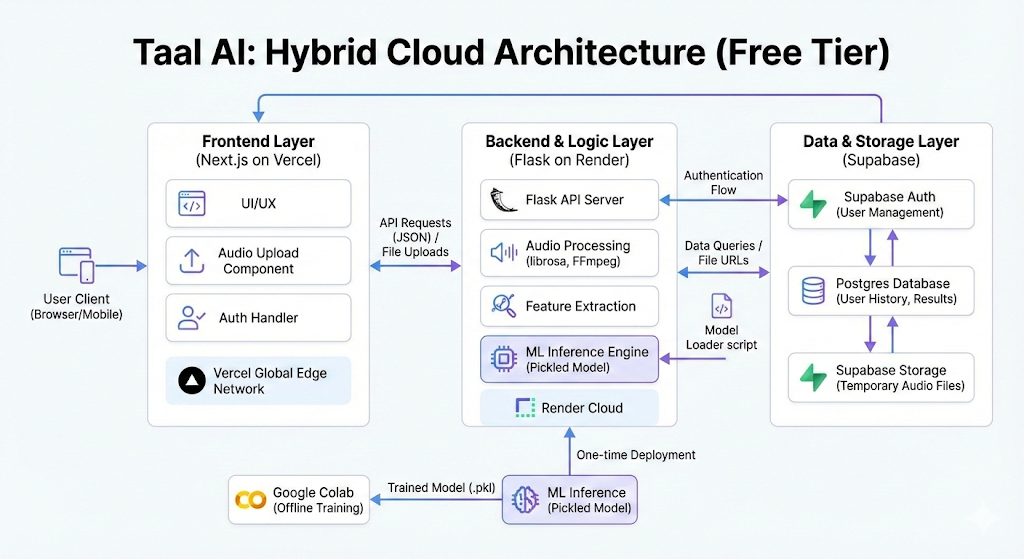 Taal AI: Hybrid Cloud Architecture (Free Tier)
Frontend Layer
(Next.js on Vercel)
UI/UX
Audio Upload
Component
Auth Handler
Vercel Global Edge
Network
User Client
(Browser/Mobile)
API Requests
(JSON) /
File Uploads
Backend & Logic Layer
(Flask on Render)
Flask API Server
Audio Processing
(librosa, FFmpeg)
Feature Extraction
ML Inference Engine
(Pickled Model)
Render Cloud
Authentication
Flow
Data Queries /
File URLs
Model
Loader script
Data & Storage Layer
(Supabase)
Supabase Auth
(User Management)
Postgres Database
(User History, Results)
Supabase Storage
(Temporary Audio Files)
One-time Deployment
Google Colab
(Offline Training)
Trained Model (.pkl)
ML Inference
(Pickled Model)